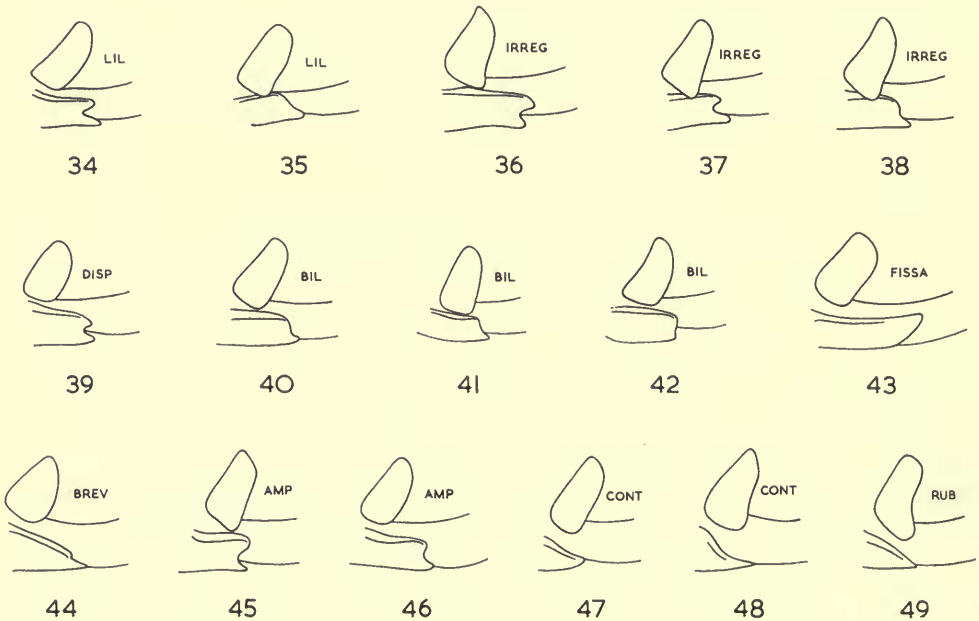 LIL LIL IRREG IRREG IRREG
34 35 36 37 38
DISP BIL BIL BIL FISSA
39 40 41 42 43
BREV AMP AMP CONT CONT RUB
44 45 46 47 48 49